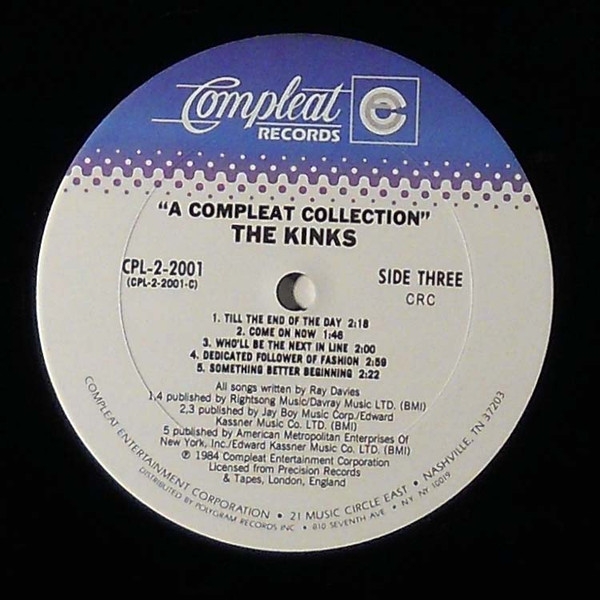 Compleat
RECORDS
"A COMPLEAT COLLECTION"
THE KINKS
CPL-2-2001
(CPL-2-2001-C)
SIDE THREE
CRC
1. TILL THE END OF THE DAY 2:18
2. COME ON NOW 1:46
3. WHO'LL BE THE NEXT IN LINE 2:00
4. DEDICATED FOLLOWER OF FASHION 2:59
5. SOMETHING BETTER BEGINNING 2:22
All songs written by Ray Davies
1,4 published by Rightsong Music/Davray Music LTD. (BMI)
2,3 published by Jay Boy Music Corp./Edward
Kassner Music Co. LTD. (BMI)
5 published by American Metropolitan Enterprises Of
New York, Inc./Edward Kassner Music Co. LTD. (BMI)
℗ 1984 Compleat Entertainment Corporation
Licensed from Precision Records
& Tapes, London, England
COMPLEAT ENTERTAINMENT CORPORATION • 21 MUSIC CIRCLE EAST • NASHVILLE, TN 37203
DISTRIBUTED BY POLYGRAM RECORDS INC • 810 SEVENTH AVE • NY, NY 10019